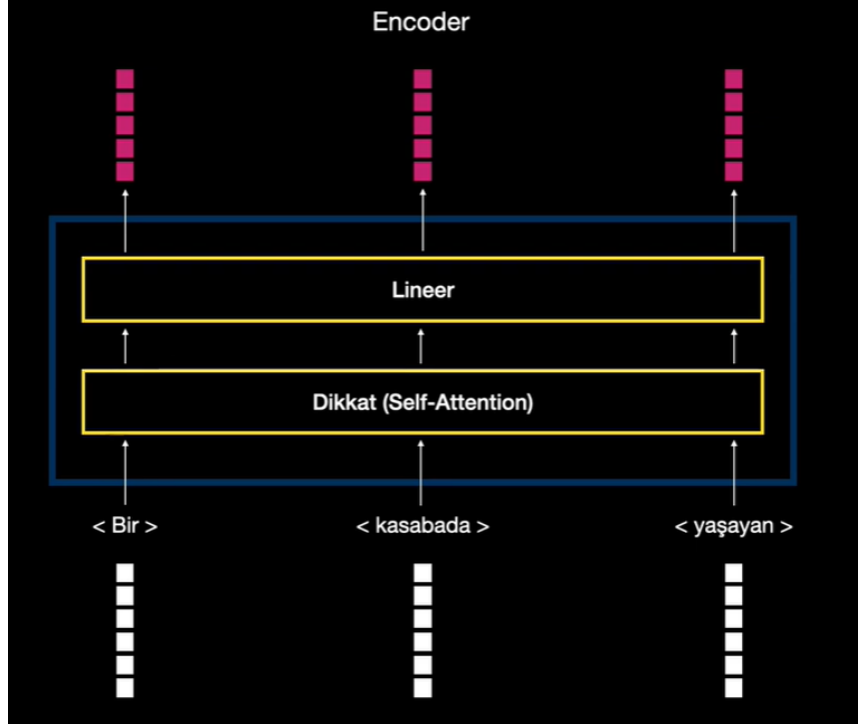 Encoder
Lineer
Dikkat (Self-Attention)
< Bir > < kasabada > < yaşayan >